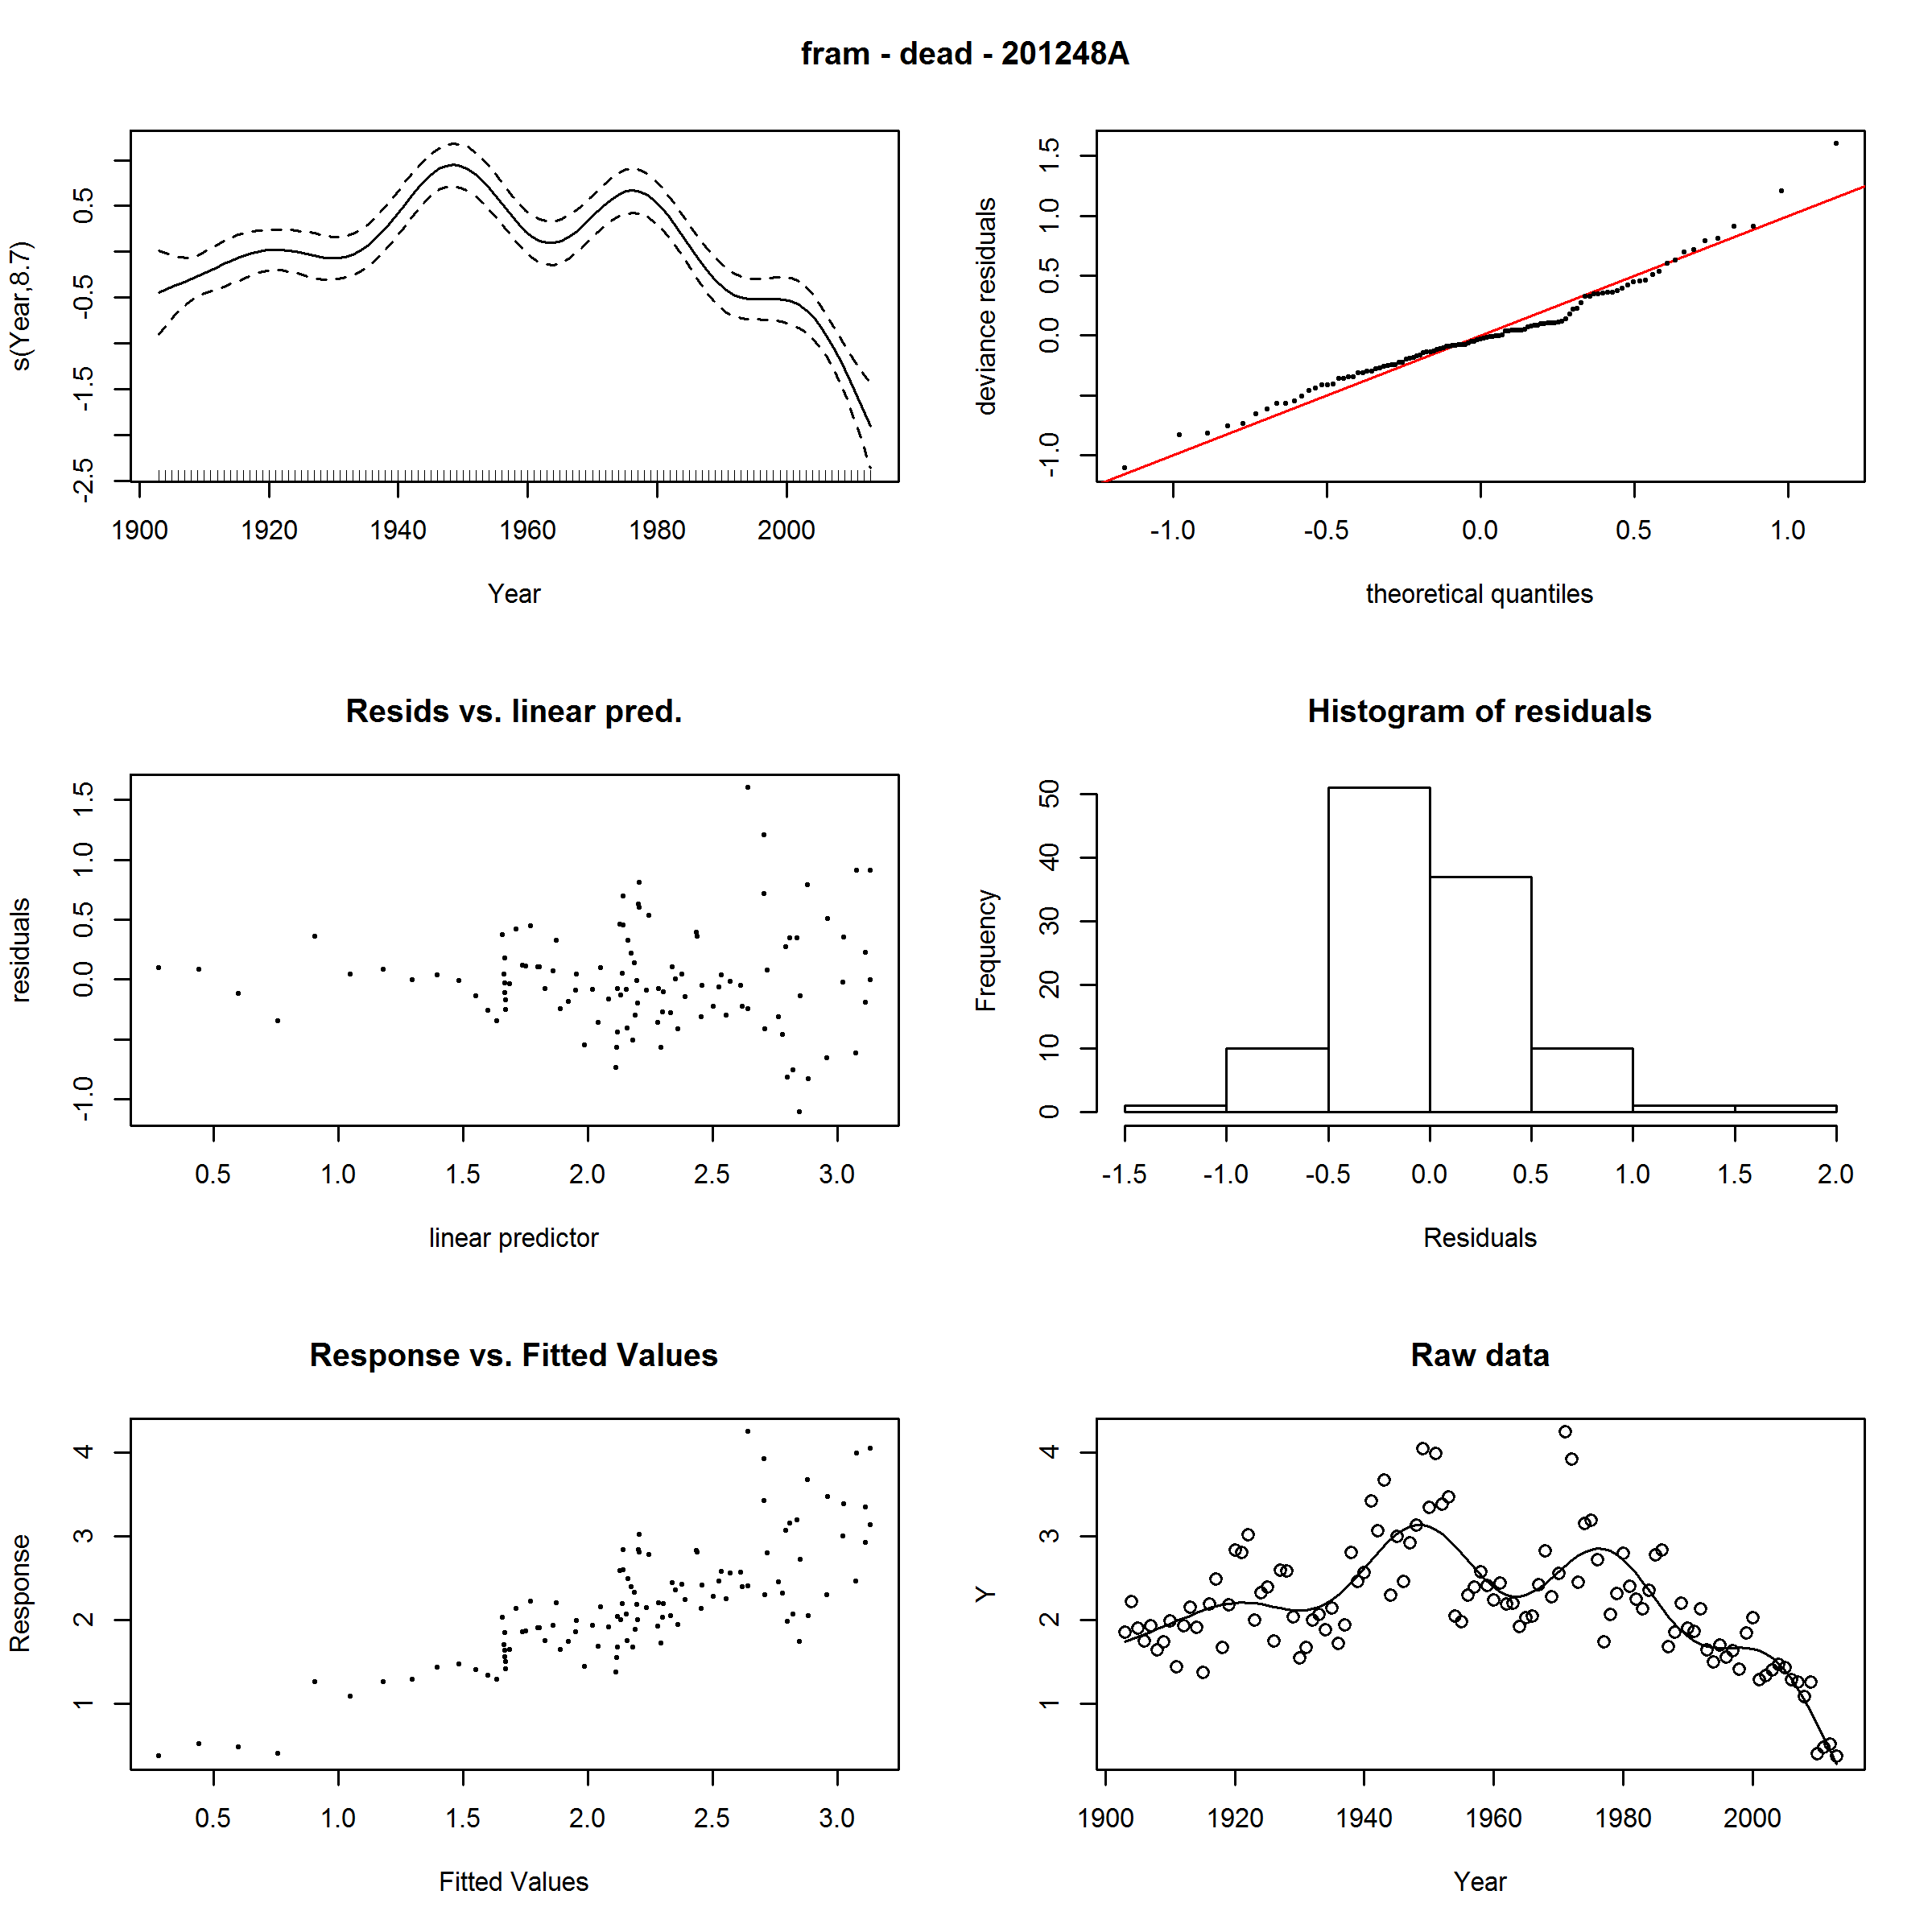 fram - dead - 201248A
s(Year,8.7)
0.5
-0.5
-1.5
-2.5
1900 1920 1940 1960 1980 2000
Year
deviance residuals
1.5
1.0
0.5
0.0
-1.0
-1.0 -0.5 0.0 0.5 1.0
theoretical quantiles
Resids vs. linear pred.
residuals
1.5
1.0
0.5
0.0
-1.0
0.5 1.0 1.5 2.0 2.5 3.0
linear predictor
Histogram of residuals
Frequency
50
40
30
20
10
0
-1.5 -1.0 -0.5 0.0 0.5 1.0 1.5 2.0
Residuals
Response vs. Fitted Values
Response
4
3
2
1
0.5 1.0 1.5 2.0 2.5 3.0
Fitted Values
Raw data
Y
4
3
2
1
1900 1920 1940 1960 1980 2000
Year